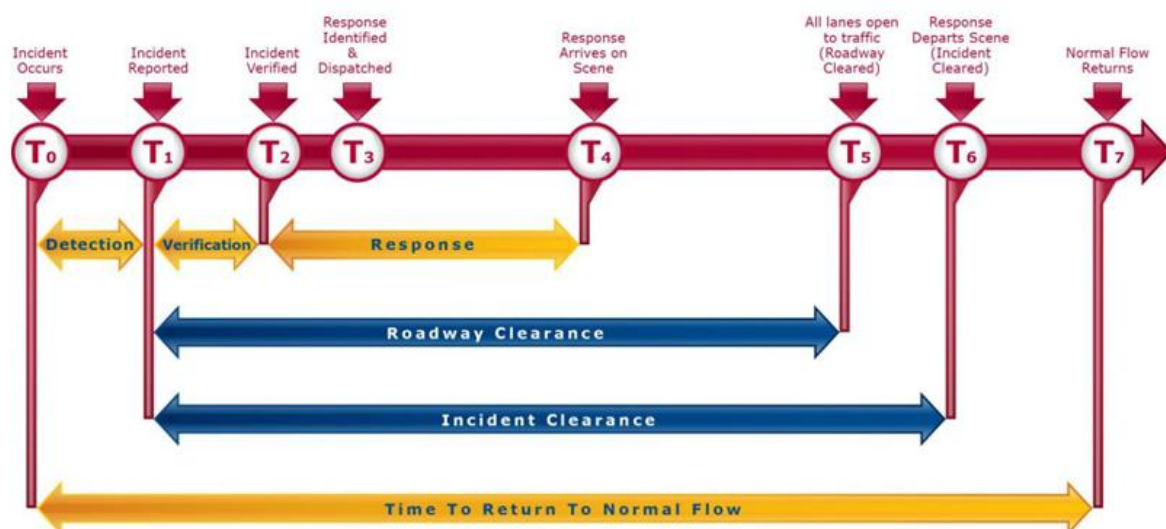 Incident
Occurs
Incident
Reported
Incident
Verified
Response
Identified
&
Dispatched
Response
Arrives on
Scene
All lanes open
to traffic
(Roadway
Cleared)
Response
Departs Scene
(Incident
Cleared)
Normal Flow
Returns
T0
T1
T2
T3
T4
T5
T6
T7
Detection
Verification
Response
Roadway Clearance
Incident Clearance
Time To Return To Normal Flow